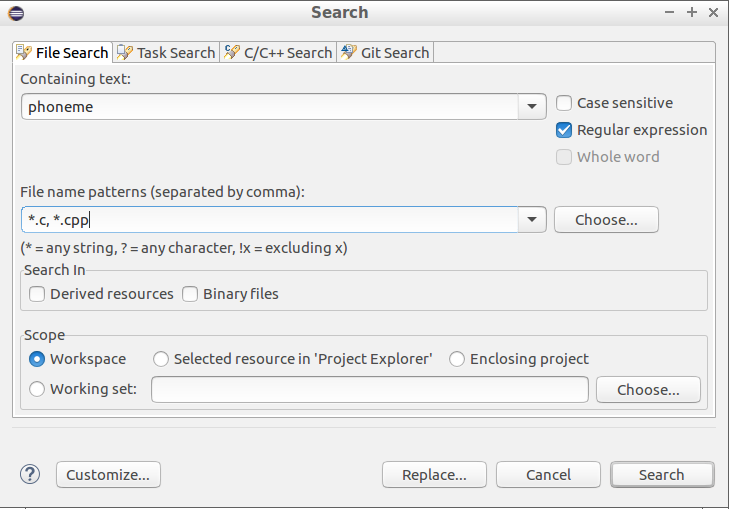 Search
File Search Task Search C/C++ Search Git Search
Containing text:
phoneme
Case sensitive
Regular expression
Whole word
File name patterns (separated by comma):
*.c, *.cpp
Choose...
(* = any string, ? = any character, !x = excluding x)
Search In
Derived resources Binary files
Scope
Workspace Selected resource in 'Project Explorer' Enclosing project
Working set: Choose...
? Customize... Replace... Cancel Search